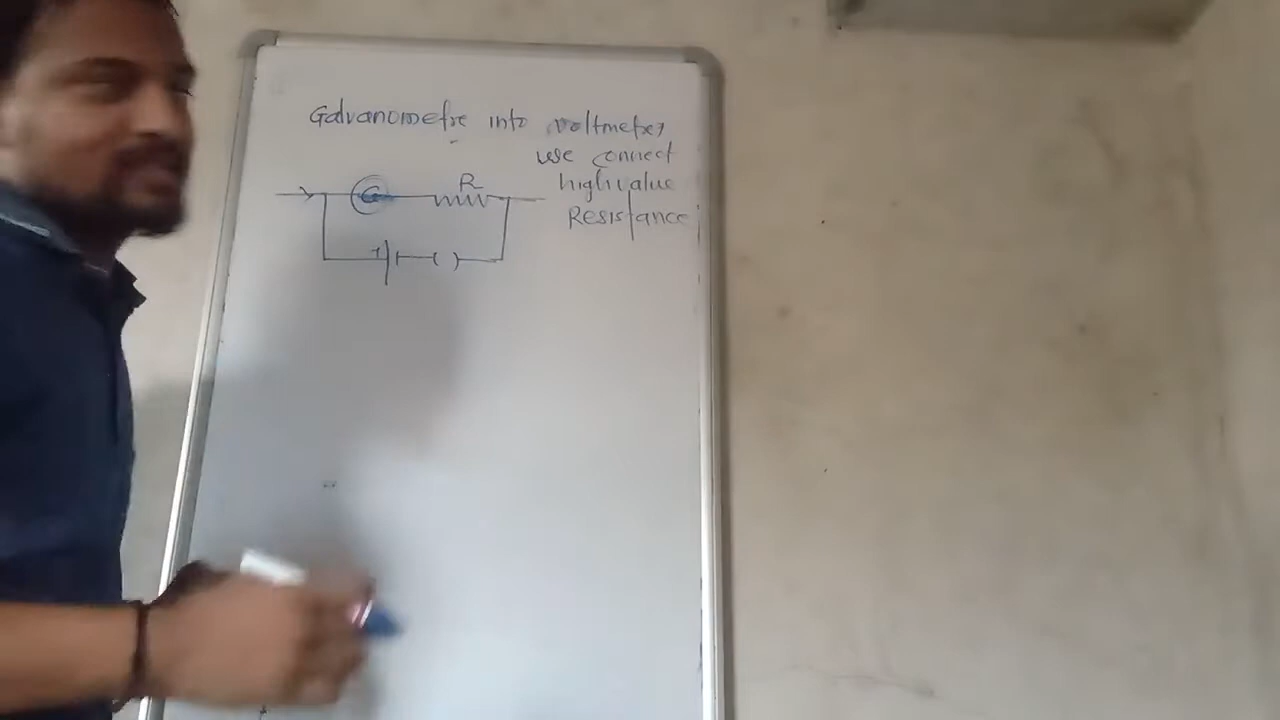 Galvanometre into voltmeter,
we connect
high value
R
Resistance
G